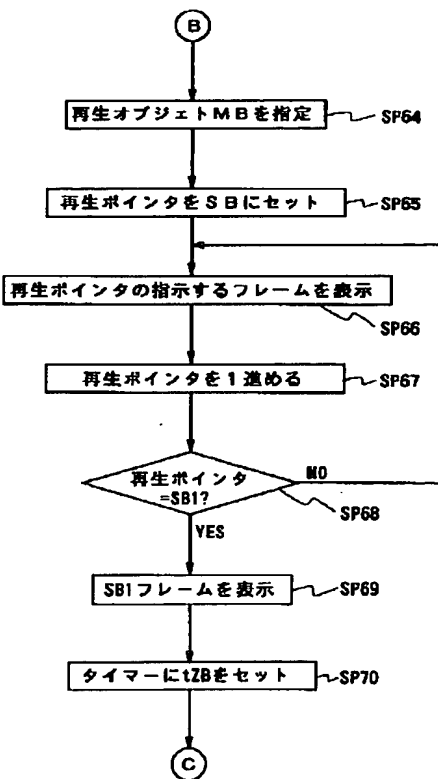 B
再生オブジェトMBを指定
SP64
再生ポインタをSBにセット
SP65
再生ポインタの指示するフレームを表示
SP66
再生ポインタを1進める
SP67
再生ポインタ
=SB1?
NO
SP68
YES
SB1フレームを表示
SP69
タイマーにtZBをセット
SP70
C